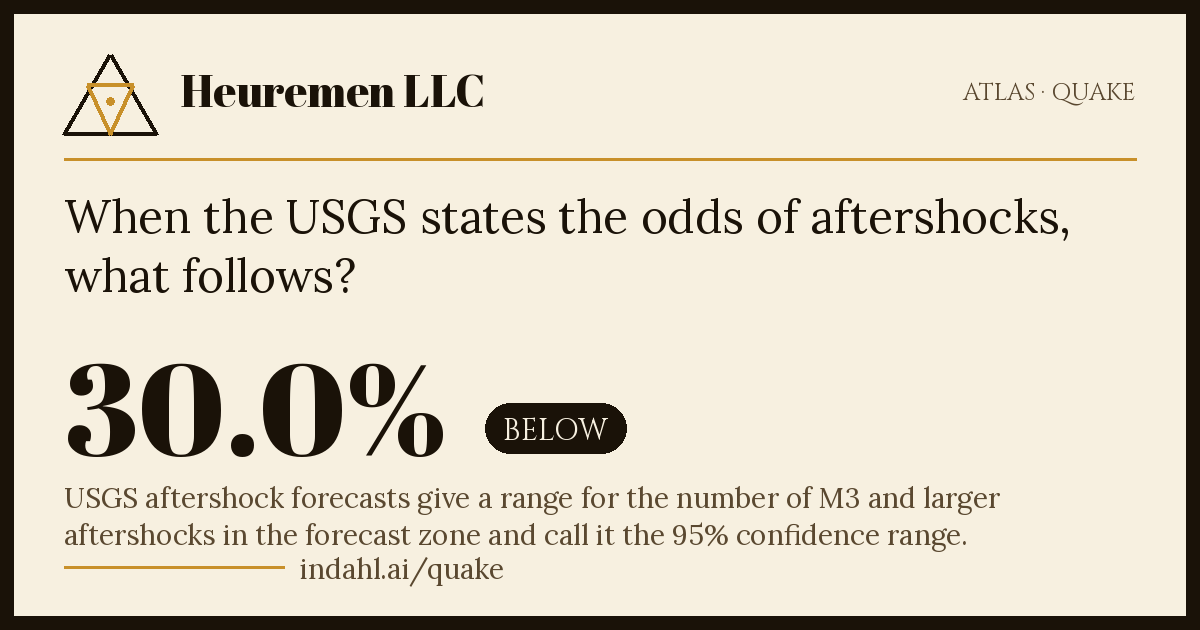 Heuremen LLC
ATLAS · QUAKE
When the USGS states the odds of aftershocks,
what follows?
30.0%
BELOW
USGS aftershock forecasts give a range for the number of M3 and larger
aftershocks in the forecast zone and call it the 95% confidence range.
indahl.ai/quake